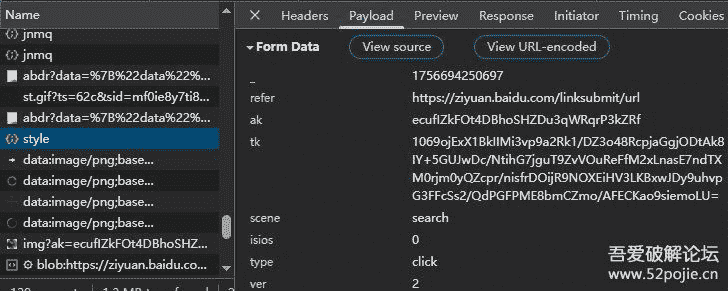 Name
Headers Payload Preview Response Initiator Timing Cookies
jnmq
jnmq
abdr?data=%7B%22data%22%...
st.gif?ts=62c&sid=mf0ie8y7ti8...
abdr?data=%7B%22data%22%...
style
data:image/png;base...
data:image/png;base...
data:image/png;base...
data:image/png;base...
img?ak=ecufIZkFOt4DBhoSHZ...
blob:https://ziyuan.baidu.co...
Form Data View source View URL-encoded
_ 1756694250697
refer https://ziyuan.baidu.com/linksubmit/url
ak ecufIZkFOt4DBhoSHZDu3qWRqrP3kZRf
tk 1069ojExX1BkIIMi3vp9a2Rk1/DZ3o48RcpjaGgjODtAk8
IY+5GUJwDc/NtihG7jguT9ZvVOuReFfM2xLnasE7ndTX
M0rjm0yQZcpr/nisfrDOijR9NOXEiHV3LKBxwJDy9uhvp
G3FFcSs2/QdPGFPME8bmCZmo/AFECKao9siemoLU=
scene search
isios 0
type click
ver 2
吾爱破解论坛
www.52pojie.cn